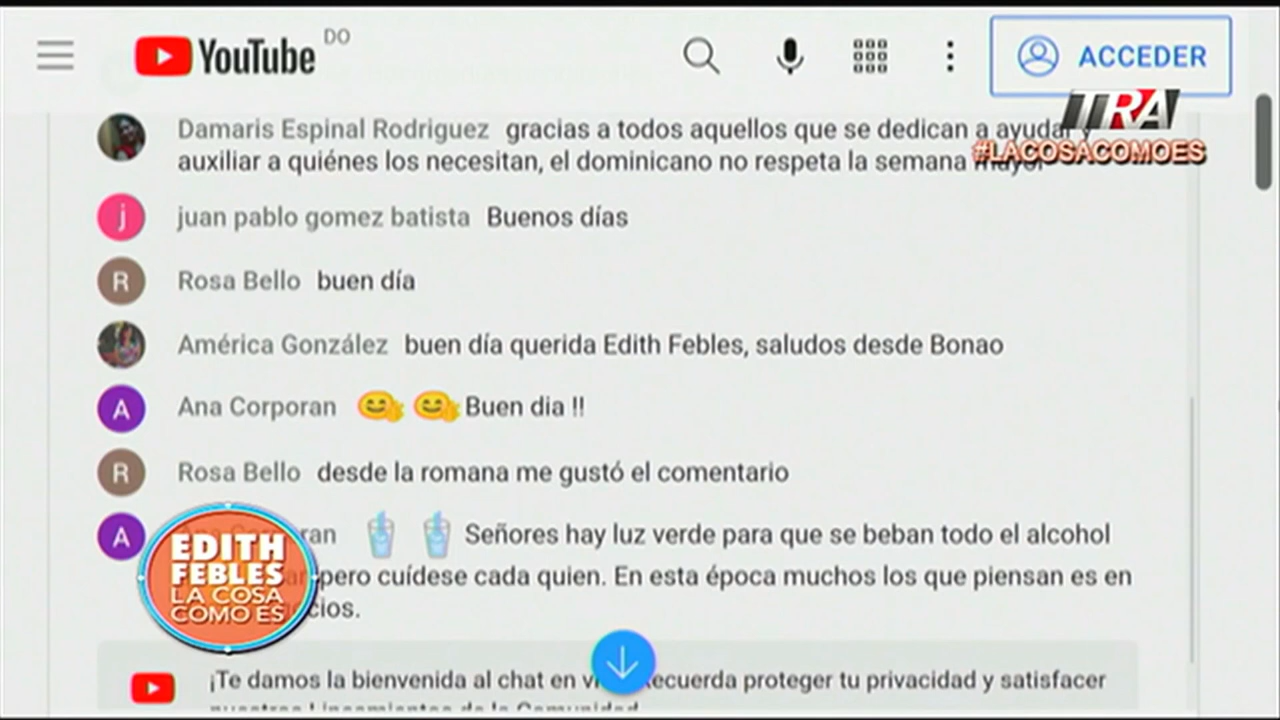 YouTube DO
ACCEDER
TRA
#LACOSACOMOES
Damaris Espinal Rodriguez gracias a todos aquellos que se dedican a ayudar y
auxiliar a quiénes los necesitan, el dominicano no respeta la semana mayor
j juan pablo gomez batista Buenos días
R Rosa Bello buen día
América González buen día querida Edith Febles, saludos desde Bonao
A Ana Corporan Buen dia !!
R Rosa Bello desde la romana me gustó el comentario
A Señores hay luz verde para que se beban todo el alcohol
pero cuídese cada quien. En esta época muchos los que piensan es en
EDITH
FEBLES
LA COSA
COMO ES
¡Te damos la bienvenida al chat en Recuerda proteger tu privacidad y satisfacer